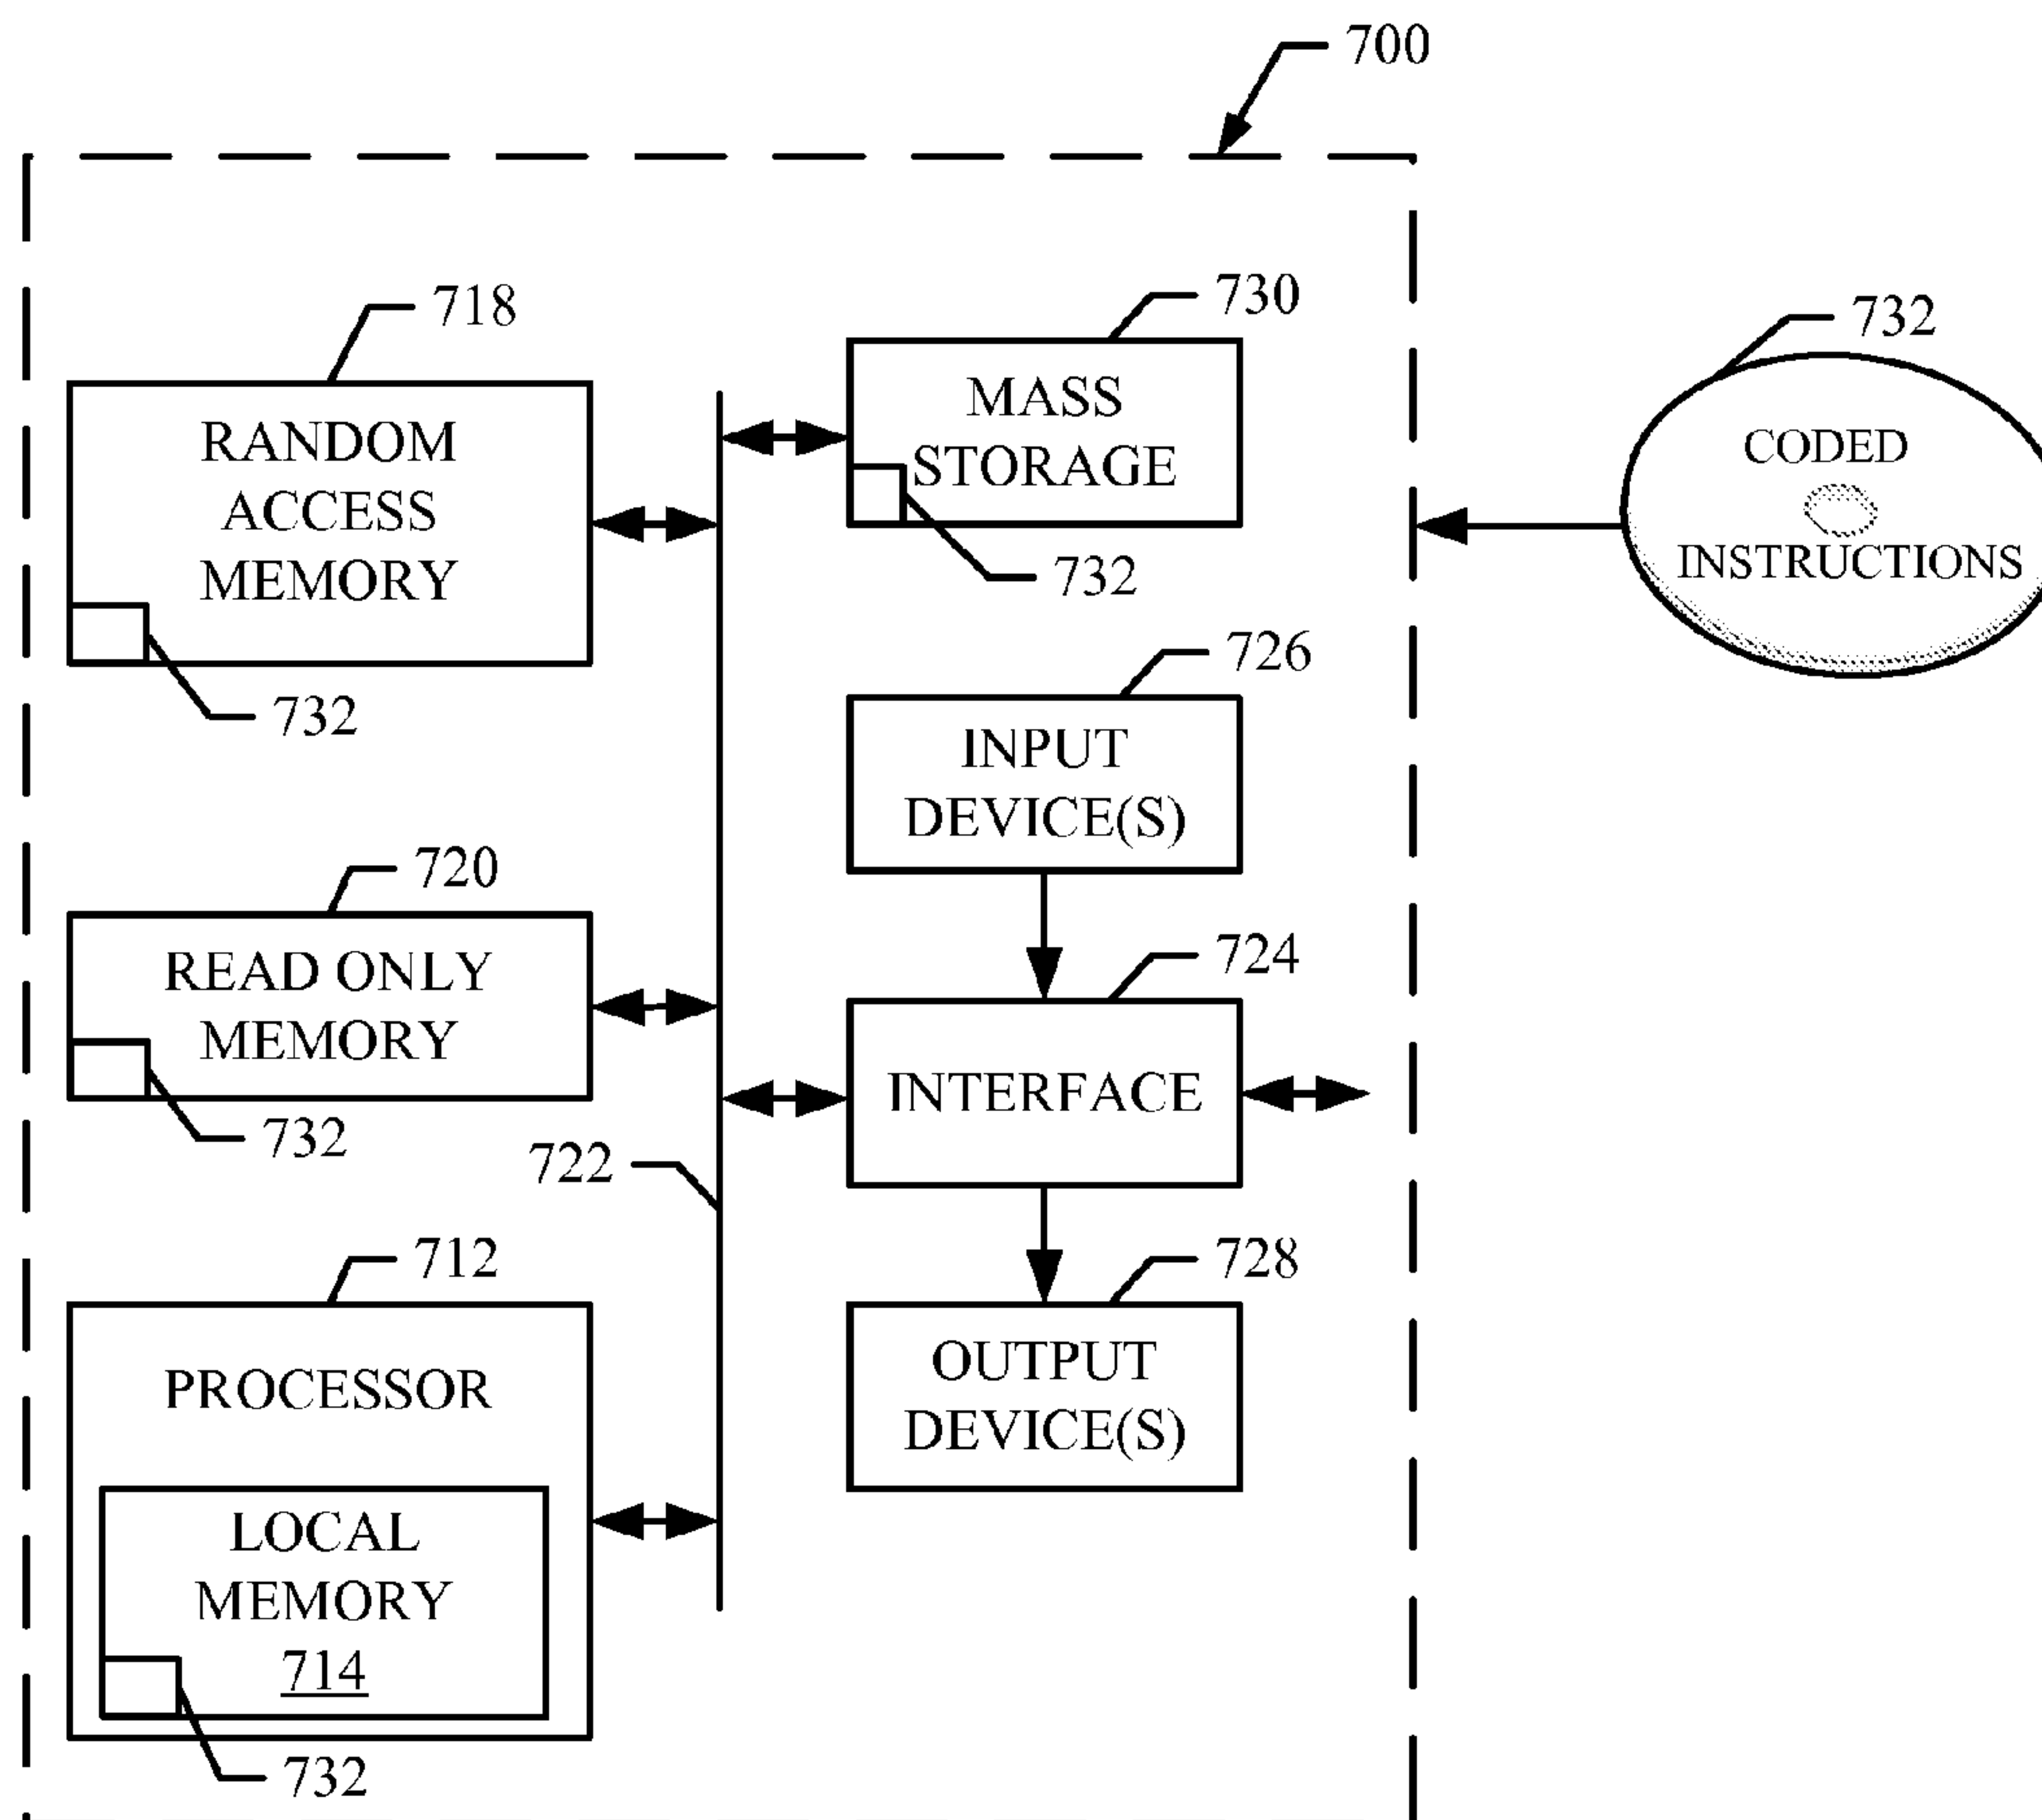 700
718
RANDOM
ACCESS
MEMORY
732
730
MASS
STORAGE
732
732
CODED
INSTRUCTIONS
726
INPUT
DEVICE(S)
720
READ ONLY
MEMORY
732
724
INTERFACE
722
712
PROCESSOR
LOCAL
MEMORY
714
732
728
OUTPUT
DEVICE(S)